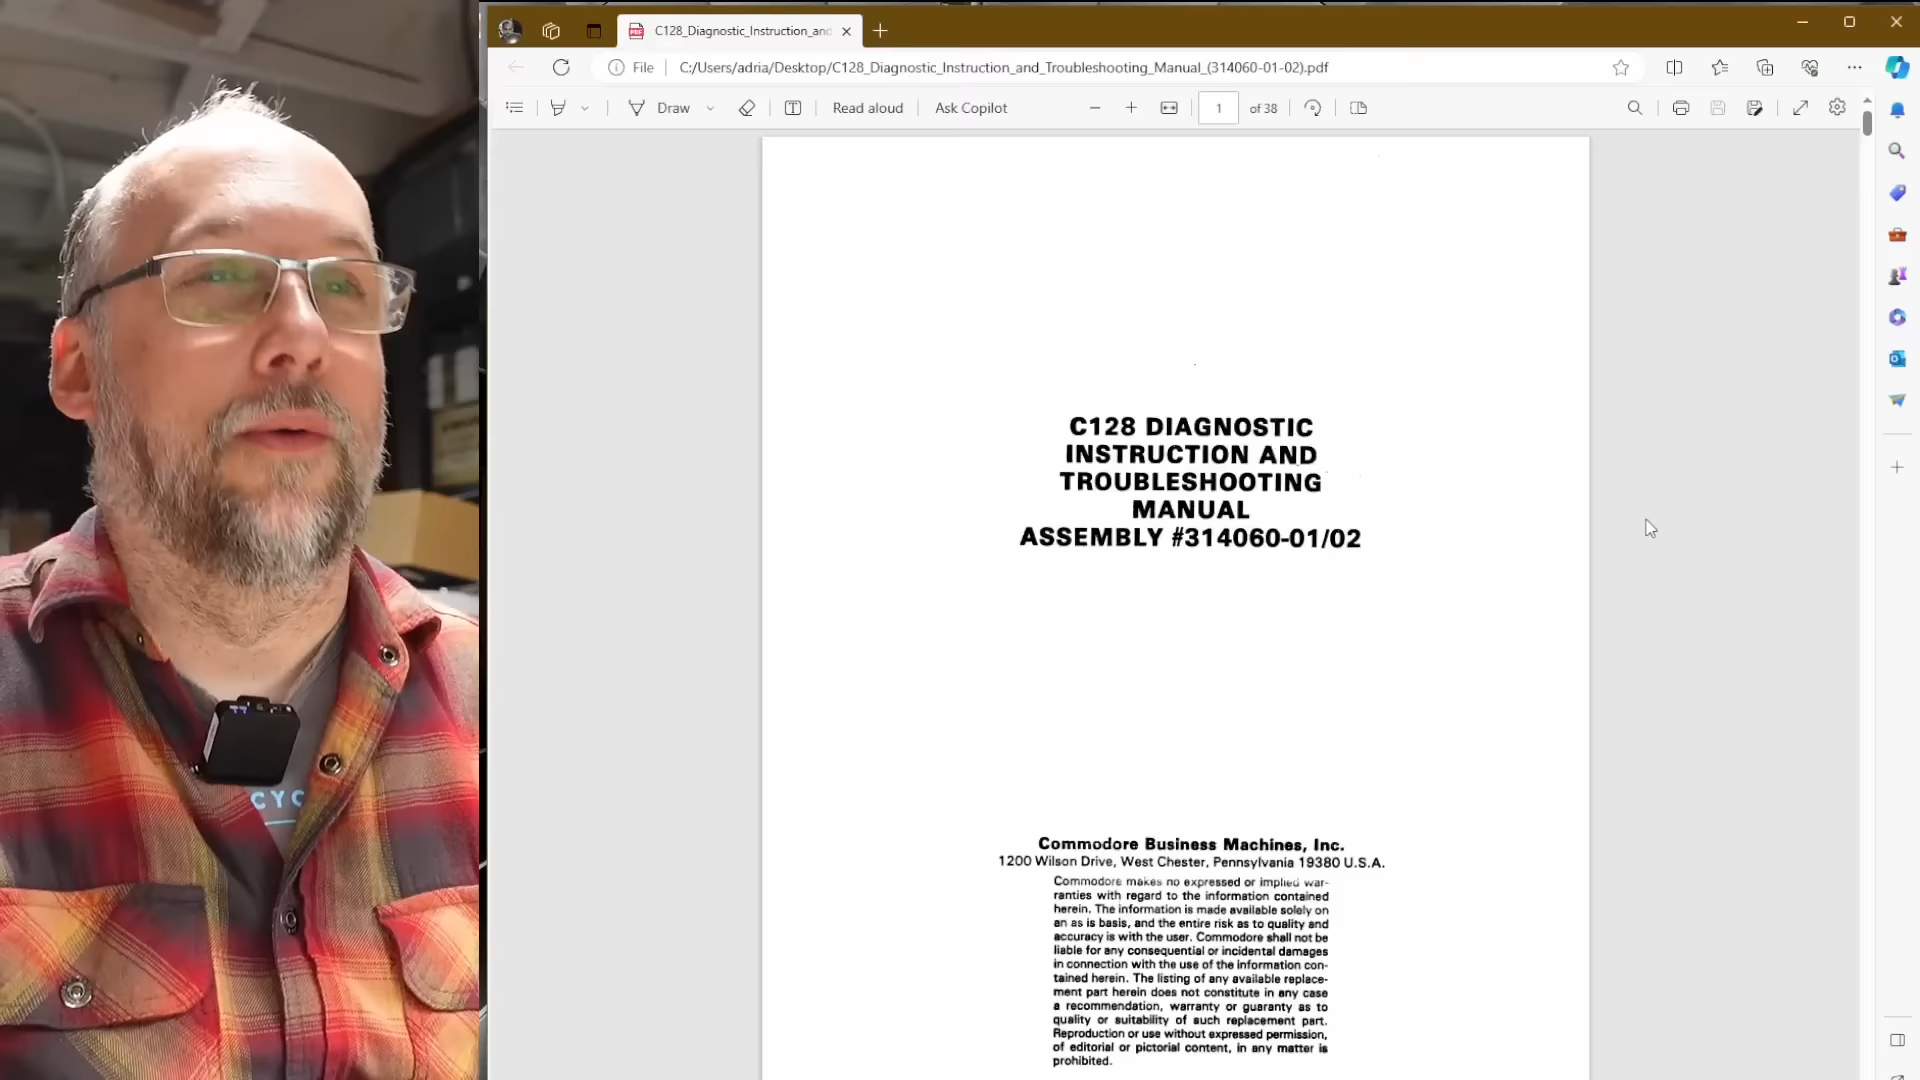 C128_Diagnostic_Instruction_and
File
C:/Users/adria/Desktop/C128_Diagnostic_Instruction_and_Troubleshooting_Manual_(314060-01-02).pdf
Draw
Read aloud
Ask Copilot
1
of 38
C128 DIAGNOSTIC
INSTRUCTION AND
TROUBLESHOOTING
MANUAL
ASSEMBLY #314060-01/02
Commodore Business Machines, Inc.
1200 Wilson Drive, West Chester, Pennsylvania 19380 U.S.A.
Commodore makes no expressed or implied war-
ranties with regard to the information contained
herein. The information is made available solely on
an as is basis, and the entire risk as to quality and
accuracy is with the user. Commodore shall not be
liable for any consequential or incidental damages
in connection with the use of the information con-
tained herein. The listing of any available replace-
ment part herein does not constitute in any case
a recommendation, warranty or guaranty as to
quality or suitability of such replacement part.
Reproduction or use without expressed permission,
of editorial or pictorial content, in any matter is
prohibited.
CYC